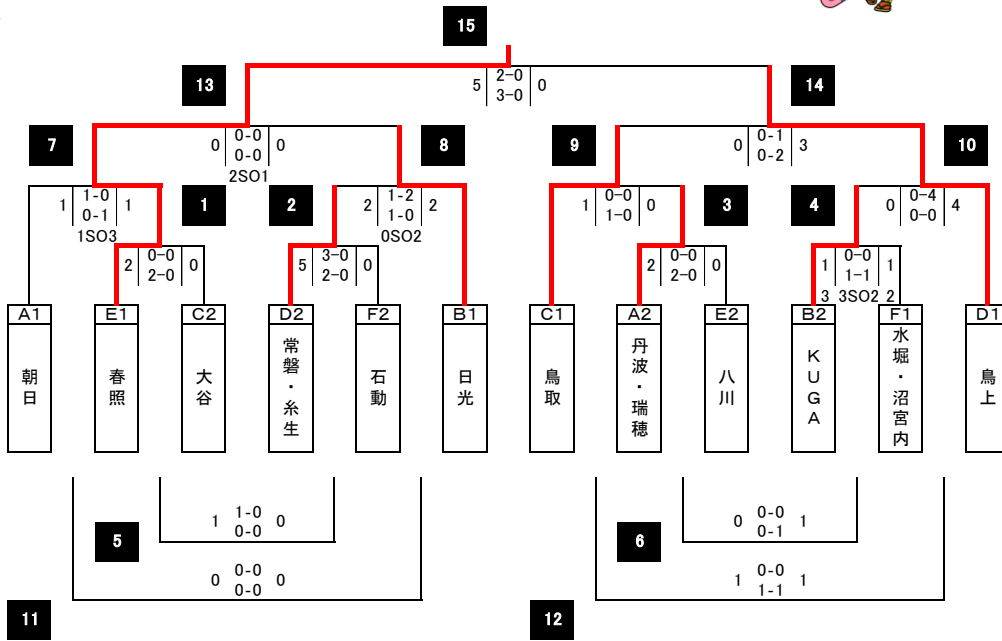 15
13
5 2-0 0
3-0
14
7
0 0-0 0
0-0
2SO1
8
9
0 0-1 3
0-2
10
1 1-0 1
0-1
1SO3
1
2
2 1-2 2
1-0
0SO2
1 0-0 0
1-0
3
4
0 0-4 4
0-0
2 0-0 0
2-0
5 3-0 0
2-0
2 0-0 0
2-0
1 0-0 1
1-1
3 3SO2 2
A1 E1 C2 D2 F2 B1 C1 A2 E2 B2 F1 D1
朝日
春照
大谷
常磐・糸生
石動
日光
鳥取
丹波・瑞穂
八川
KUGA
水堀・沼宮内
鳥上
1 1-0 0
0-0
5
0 0-0 1
0-1
6
0 0-0 0
0-0
1 0-0 1
1-1
11
12